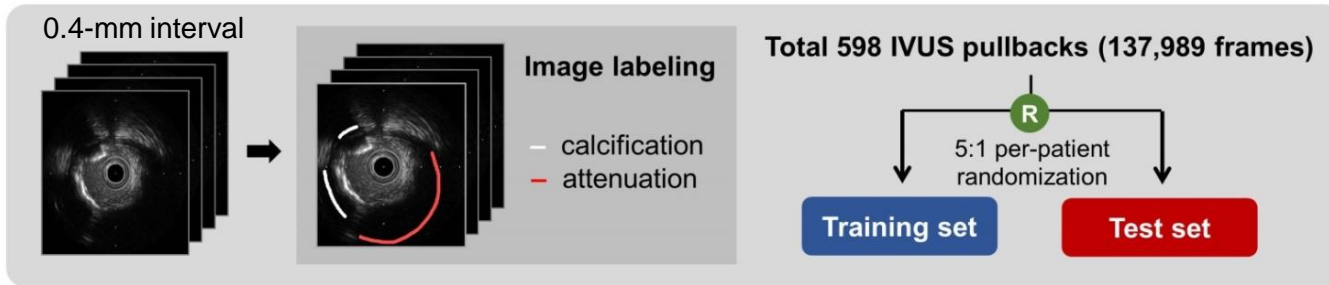 0.4-mm interval
Image labeling
calcification
attenuation
Total 598 IVUS pullbacks (137,989 frames)
R
5:1 per-patient
randomization
Training set
Test set